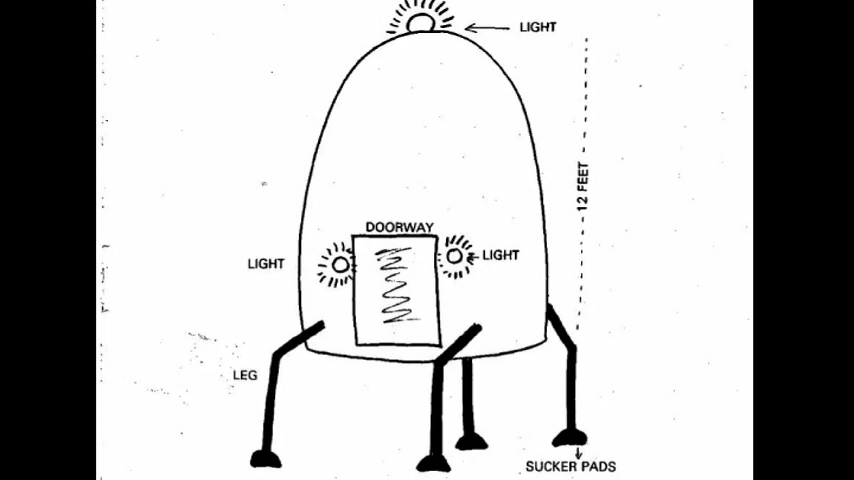 LIGHT
12 FEET
DOORWAY
LIGHT
LIGHT
LEG
SUCKER PADS